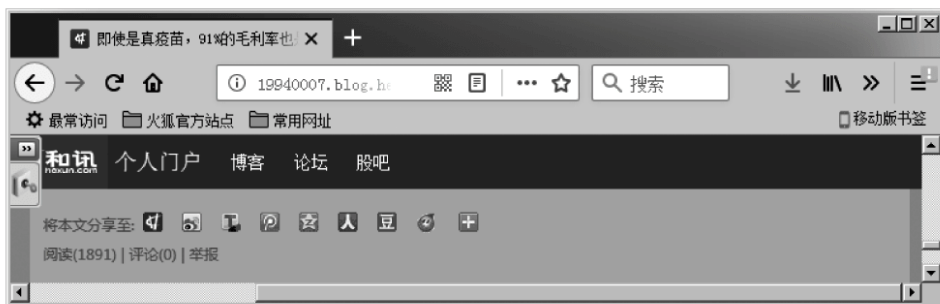 即使是真疫苗，91%的毛利率也
19940007.blog.he
搜索
最常访问 火狐官方站点 常用网址 移动版书签
和讯 个人门户 博客 论坛 股吧
hexun.com
将本文分享至:
阅读(1891) | 评论(0) | 举报